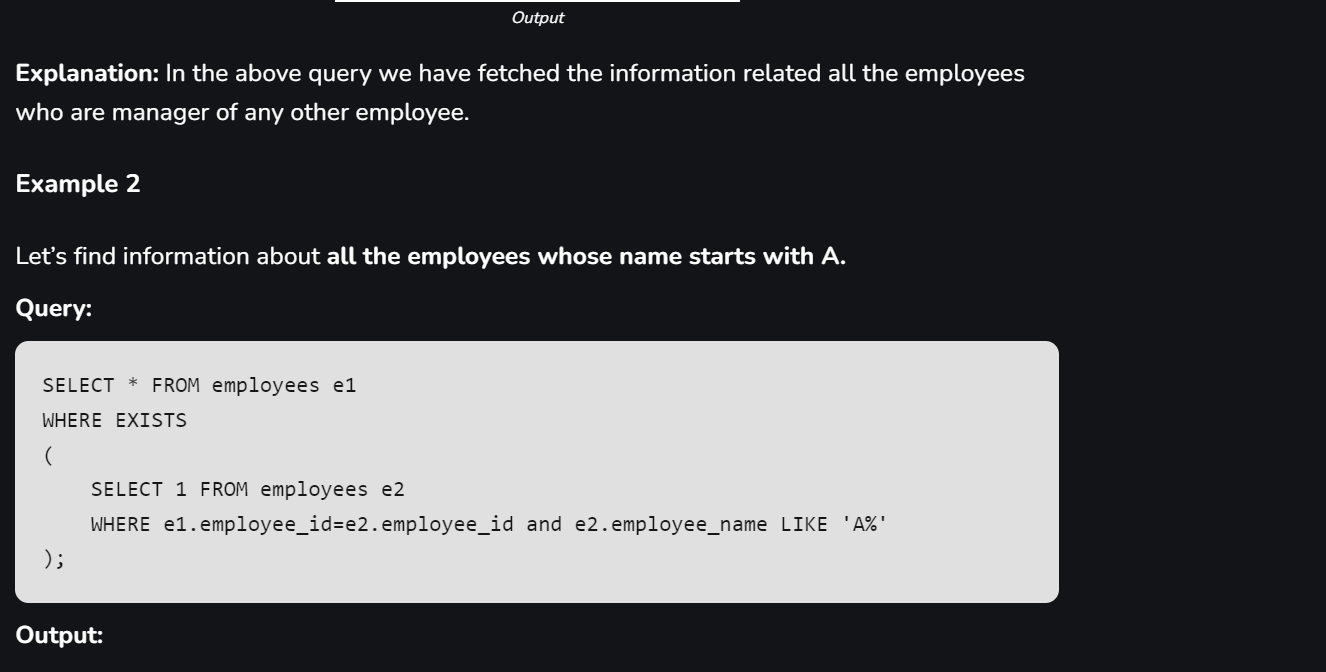 Output
Explanation: In the above query we have fetched the information related all the employees
who are manager of any other employee.
Example 2
Let’s find information about all the employees whose name starts with A.
Query:
SELECT * FROM employees e1
WHERE EXISTS
(
    SELECT 1 FROM employees e2
    WHERE e1.employee_id=e2.employee_id and e2.employee_name LIKE 'A%'
);
Output: